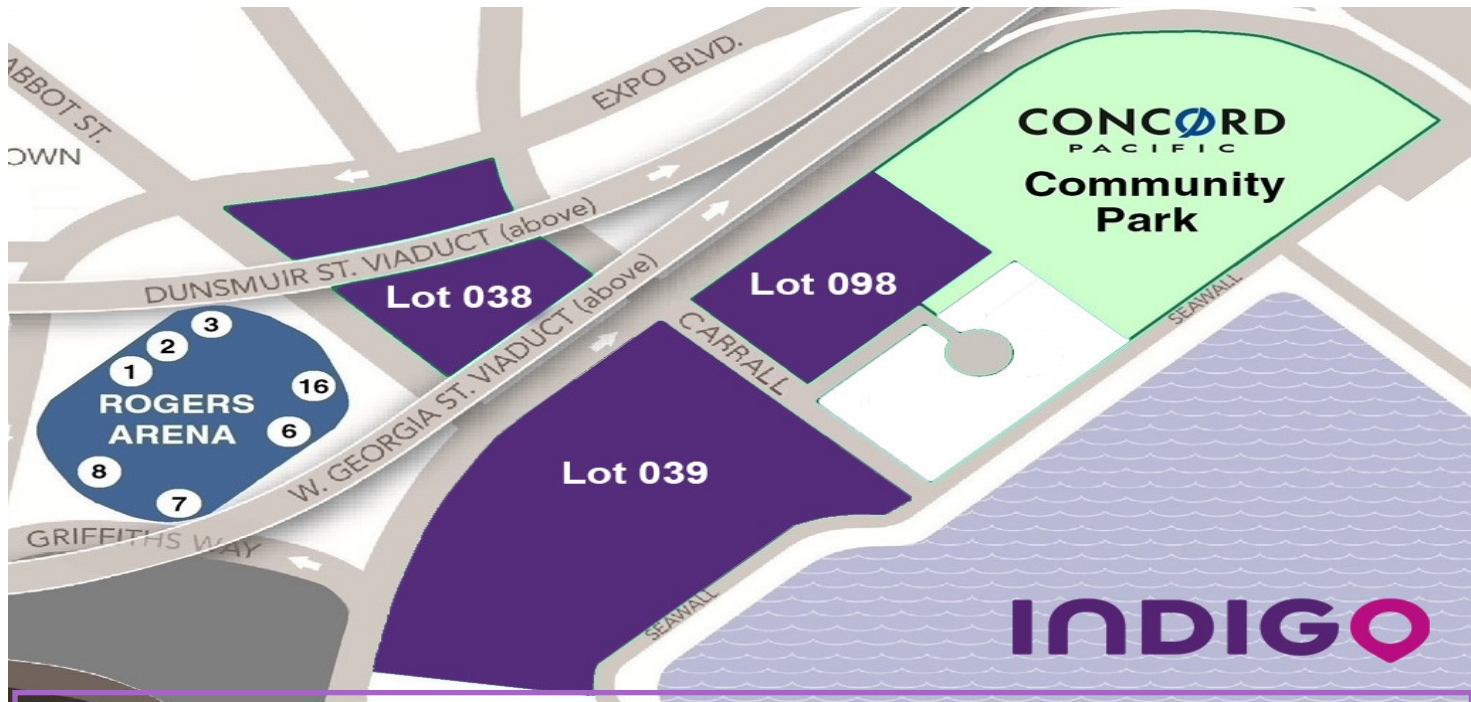 ABBOT ST.
EXPO BLVD.
OWN
CONCORD
PACIFIC
Community
Park
DUNSMUIR ST. VIADUCT (above)
Lot 038
Lot 098
W. GEORGIA ST. VIADUCT (above)
CARRALL
SEAWALL
3
2
1
16
ROGERS
ARENA
6
8
7
Lot 039
GRIFFITHS WAY
SEAWALL
INDIGO